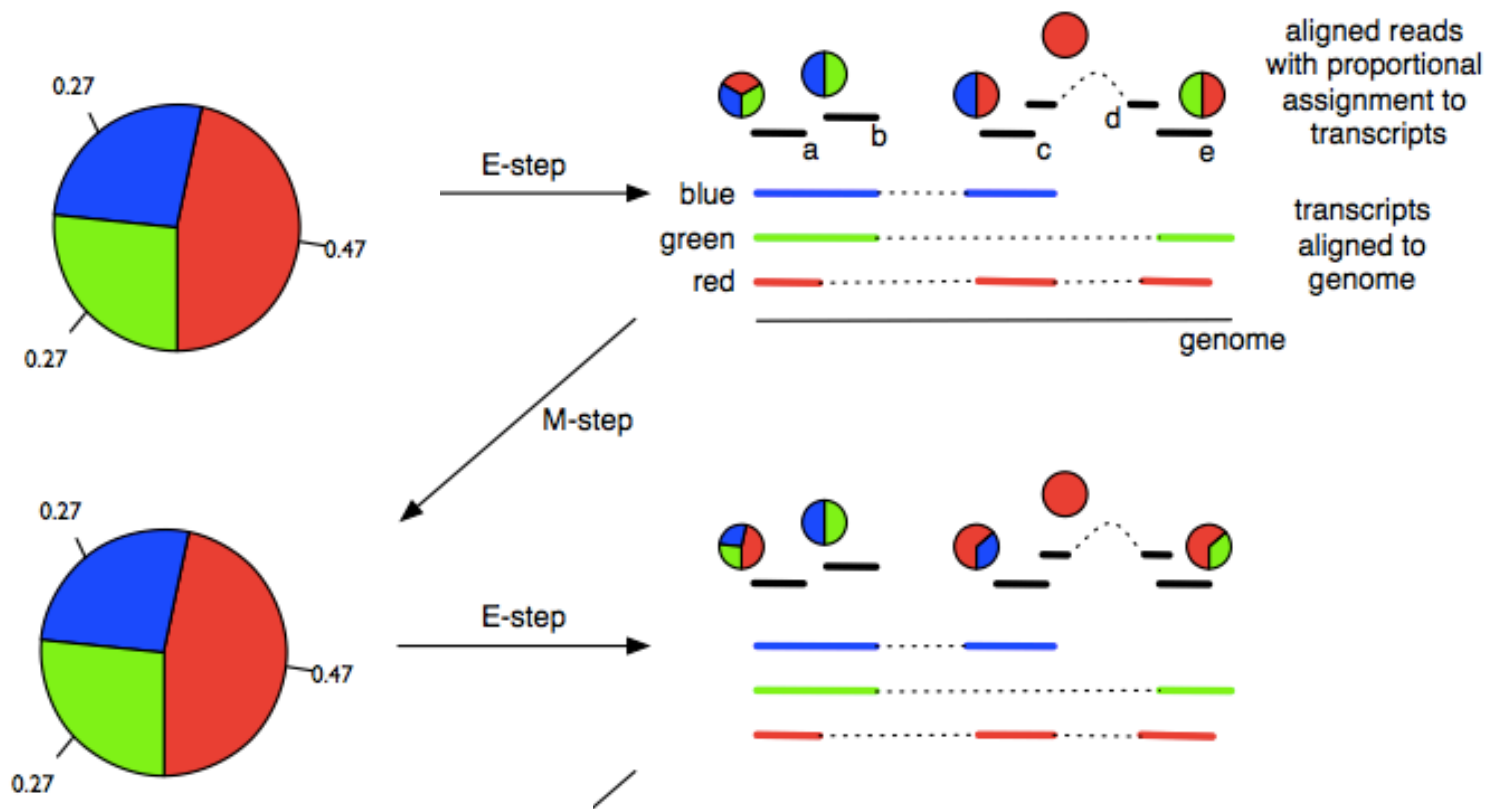 0.27
0.47
0.27
E-step
aligned reads
with proportional
assignment to
transcripts
a
b
c
d
e
blue
green
red
transcripts
aligned to
genome
genome
M-step
0.27
0.47
0.27
E-step